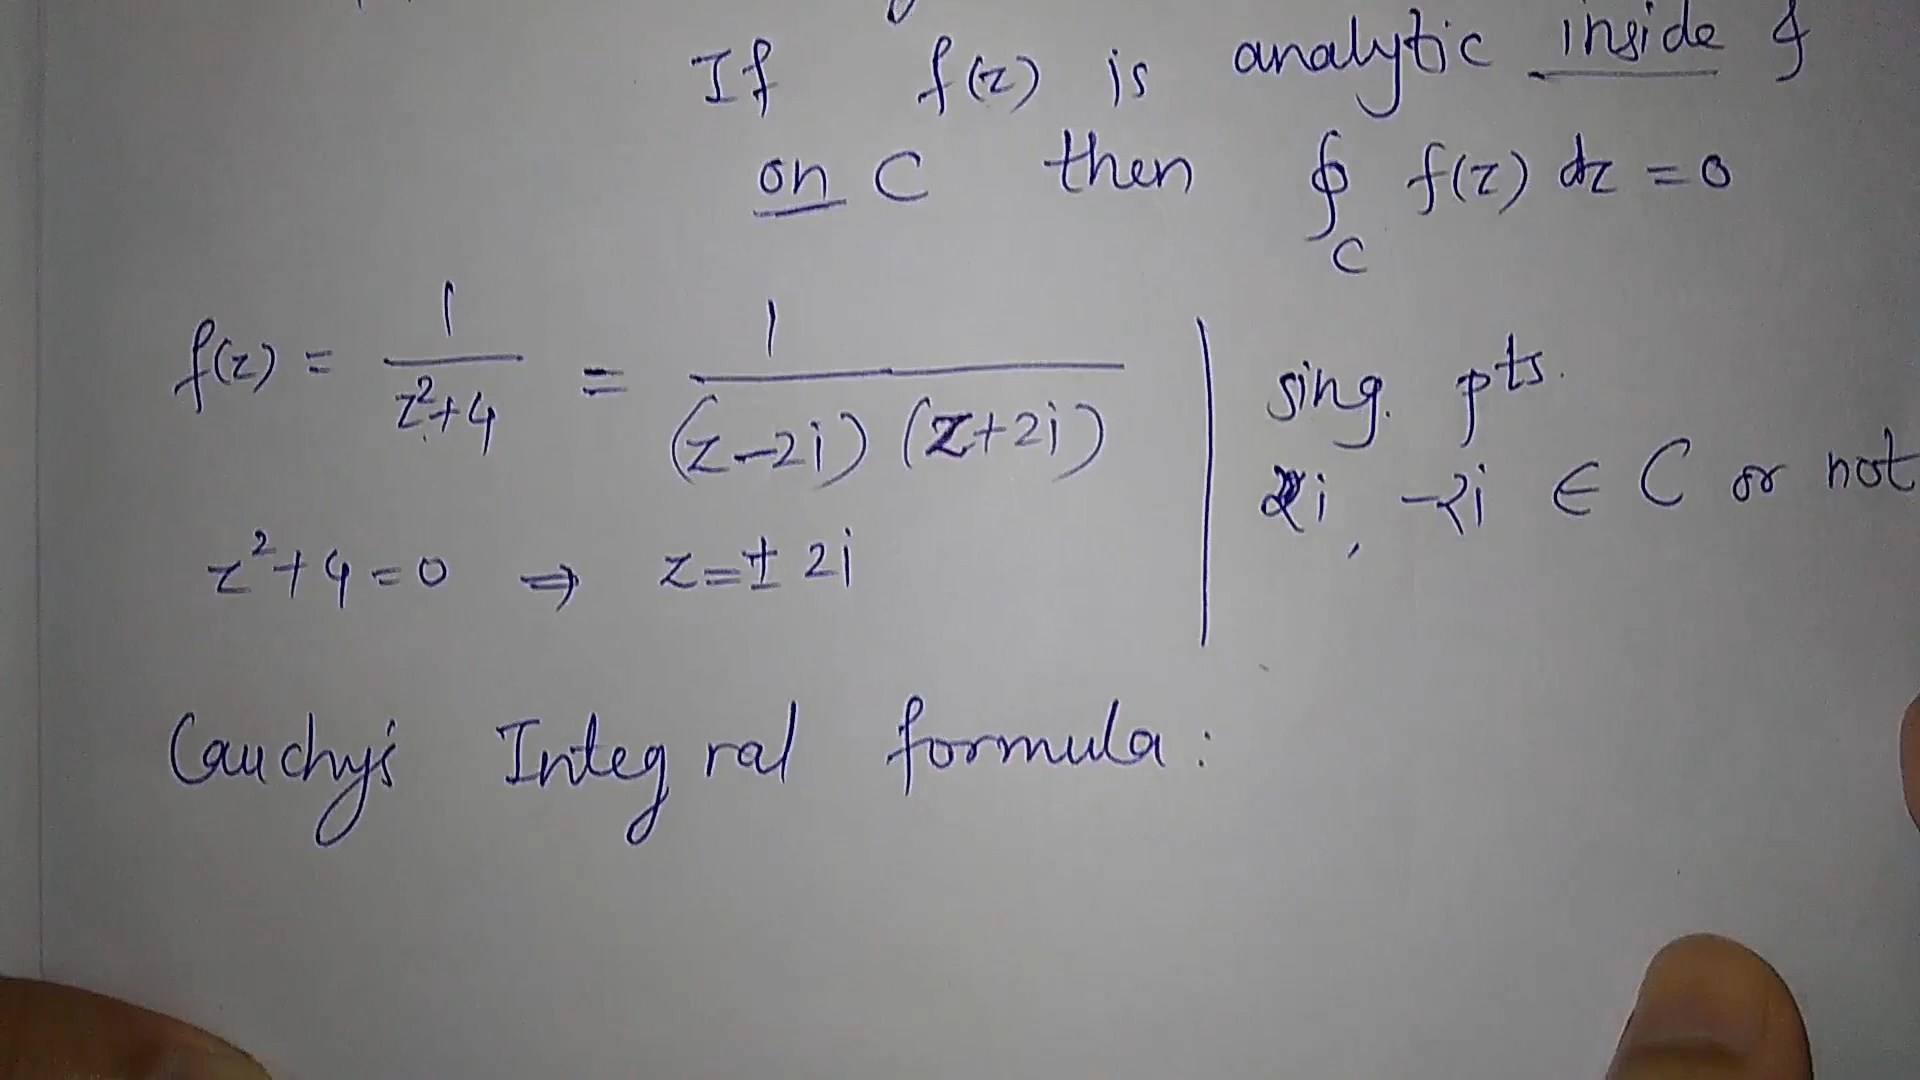 If f(z) is analytic inside &
on C then ∮_C f(z) dz = 0
f(z) = 1/(z²+4) = 1/((z-2i)(z+2i))
sing. pts.
2i, -2i ∈ C or not
z²+4=0 ⇒ z=± 2i
Cauchy's Integral formula: